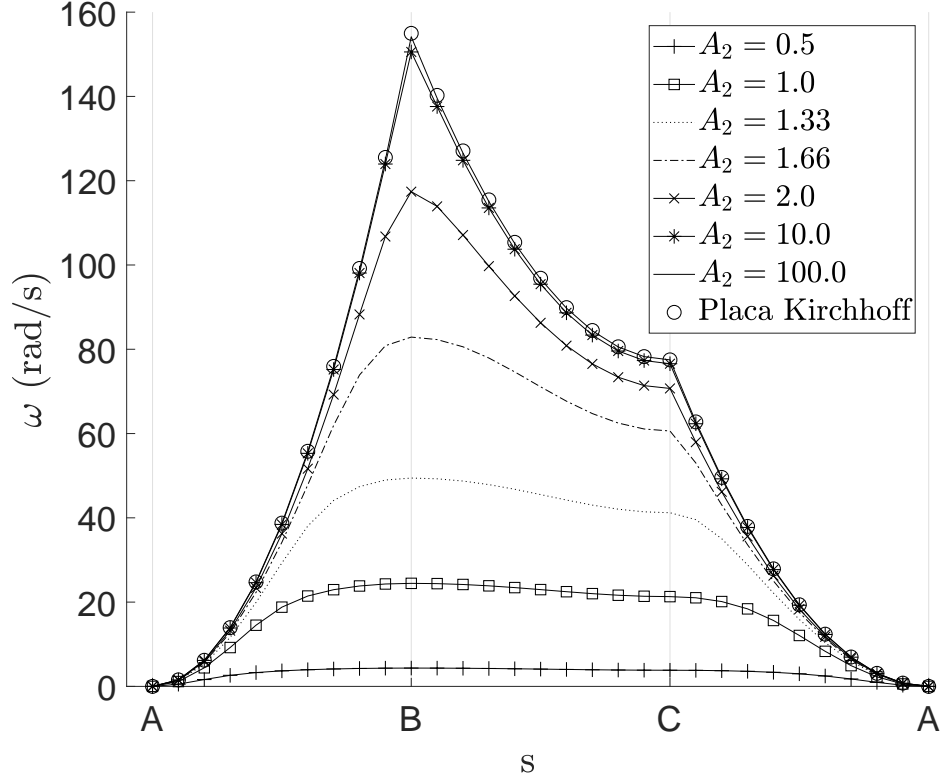 160
140
120
100
80
60
40
20
0
ω (rad/s)
A B C A
s
A₂ = 0.5
A₂ = 1.0
A₂ = 1.33
A₂ = 1.66
A₂ = 2.0
A₂ = 10.0
A₂ = 100.0
Placa Kirchhoff